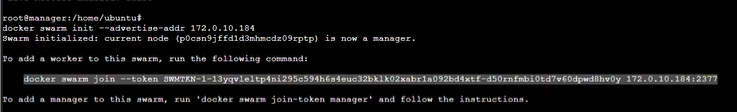 root@manager:/home/ubuntu#
docker swarm init --advertise-addr 172.0.10.184
Swarm initialized: current node (p0csn9jffd1d3mhmcdz09rptp) is now a manager.
To add a worker to this swarm, run the following command:
docker swarm join --token SWMTKN-1-13yqvleltp4ni295c594h6s4euc32bklk02xabr1a092bd4xtf-d50rnfmbi0td7v60dpwd8hv0y 172.0.10.184:2377
To add a manager to this swarm, run 'docker swarm join-token manager' and follow the instructions.